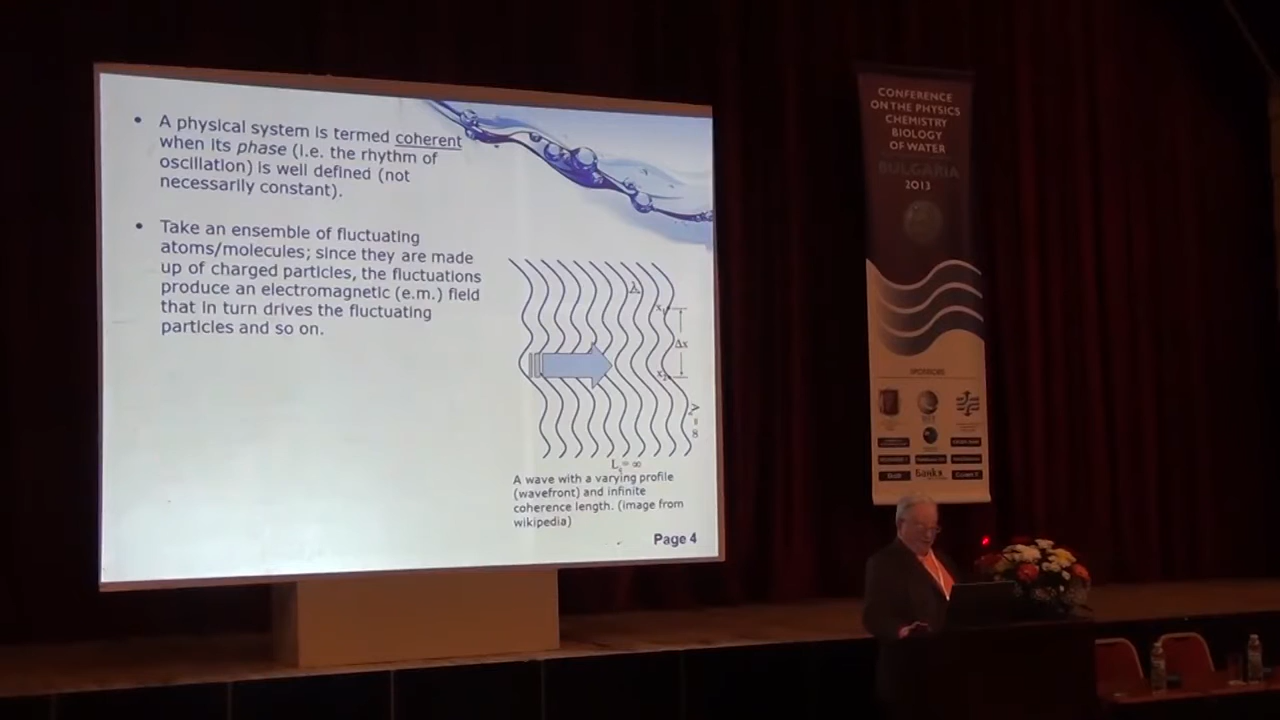 A physical system is termed coherent
when its phase (i.e. the rhythm of
oscillation) is well defined (not
necessarily constant).
Take an ensemble of fluctuating
atoms/molecules; since they are made
up of charged particles, the fluctuations
produce an electromagnetic (e.m.) field
that in turn drives the fluctuating
particles and so on.
λ
x₁
Δx
x₂
L꜀=∞
A wave with a varying profile
(wavefront) and infinite
coherence length. (image from
wikipedia)
Page 4
CONFERENCE
ON THE PHYSICS
CHEMISTRY
BIOLOGY
OF WATER
BULGARIA
2013
SPONSORS